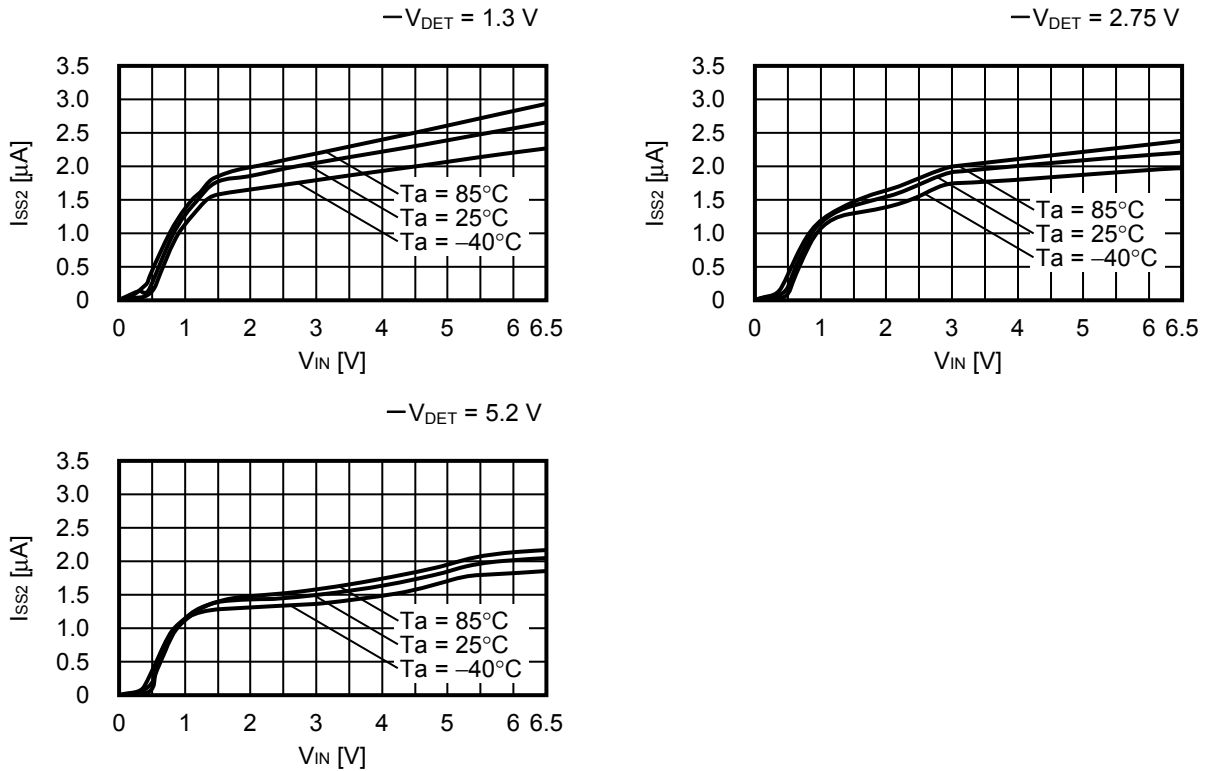 −VDET = 1.3 V
3.5
3.0
2.5
2.0
1.5
1.0
0.5
0
ISS2 [µA]
Ta = 85°C
Ta = 25°C
Ta = −40°C
0 1 2 3 4 5 6 6.5
VIN [V]
−VDET = 2.75 V
3.5
3.0
2.5
2.0
1.5
1.0
0.5
0
ISS2 [µA]
Ta = 85°C
Ta = 25°C
Ta = −40°C
0 1 2 3 4 5 6 6.5
VIN [V]
−VDET = 5.2 V
3.5
3.0
2.5
2.0
1.5
1.0
0.5
0
ISS2 [µA]
Ta = 85°C
Ta = 25°C
Ta = −40°C
0 1 2 3 4 5 6 6.5
VIN [V]